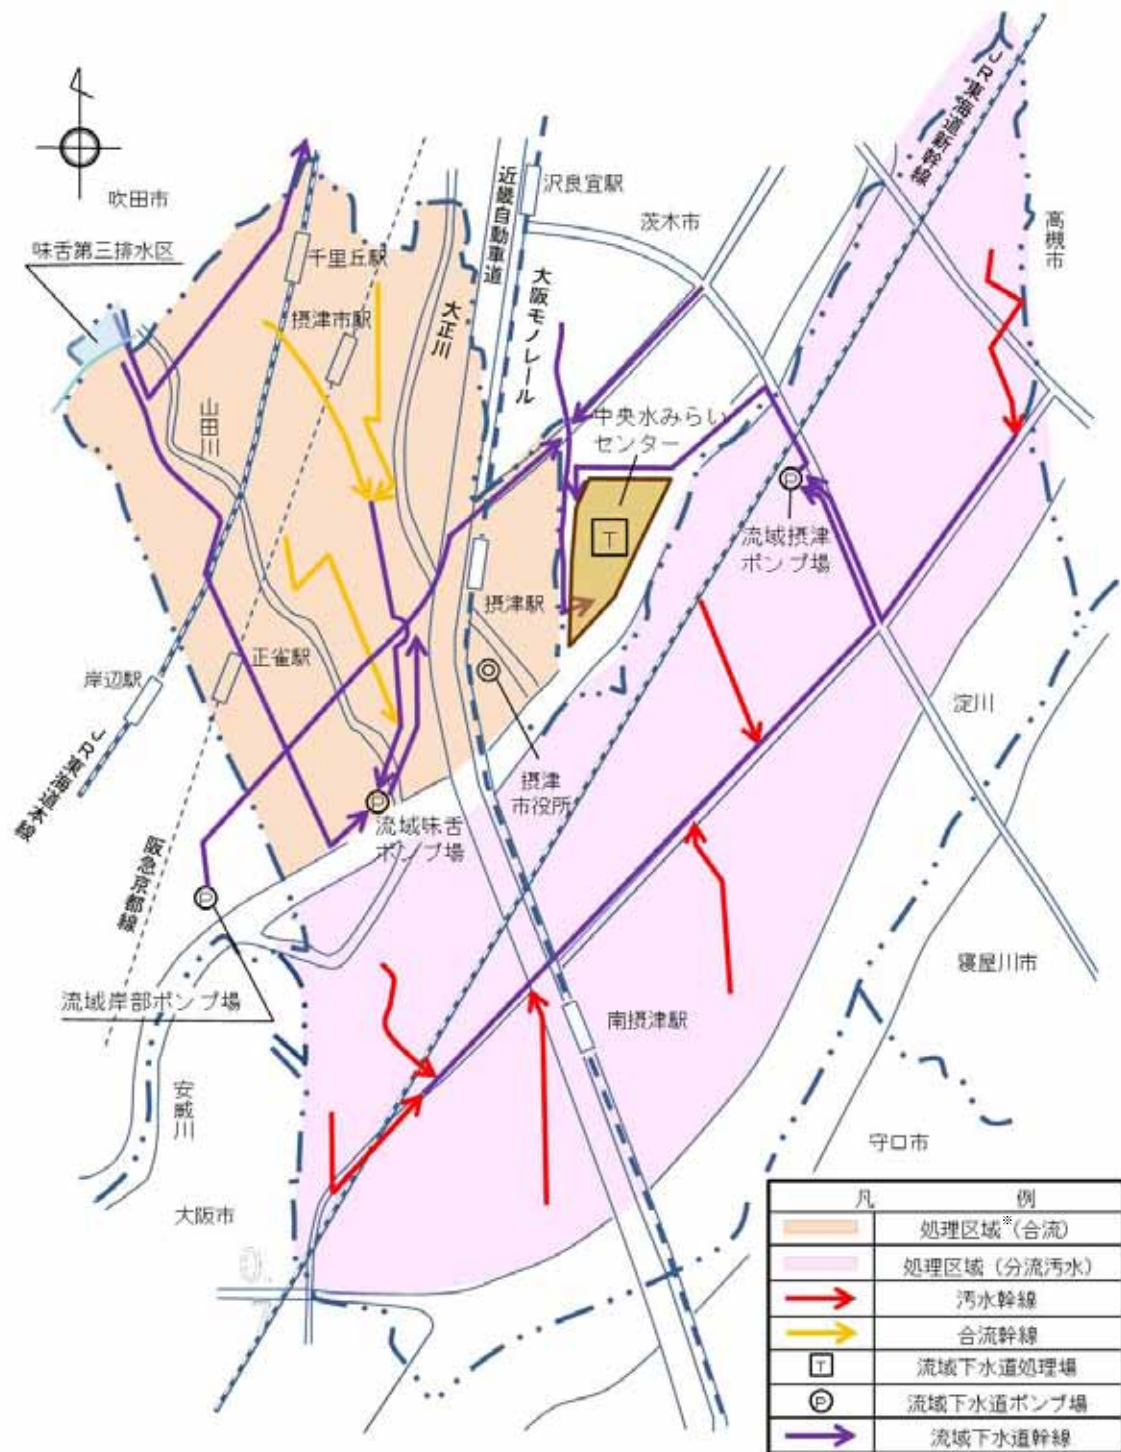 吹田市
味舌第三排水区
千里丘駅
摂津市駅
大正川
近畿自動車道
沢良宜駅
大阪モノレール
茨木市
JR東海道新幹線
高槻市
山田川
中央水みらい
センター
T
P
流域摂津
ポンプ場
摂津駅
正雀駅
岸辺駅
JR東海道本線
阪急京都線
摂津
市役所
P
流域味舌
ポンプ場
P
流域岸部ポンプ場
淀川
寝屋川市
南摂津駅
安威川
守口市
大阪市
凡 例
処理区域※(合流)
処理区域(分流汚水)
汚水幹線
合流幹線
T 流域下水道処理場
P 流域下水道ポンプ場
流域下水道幹線